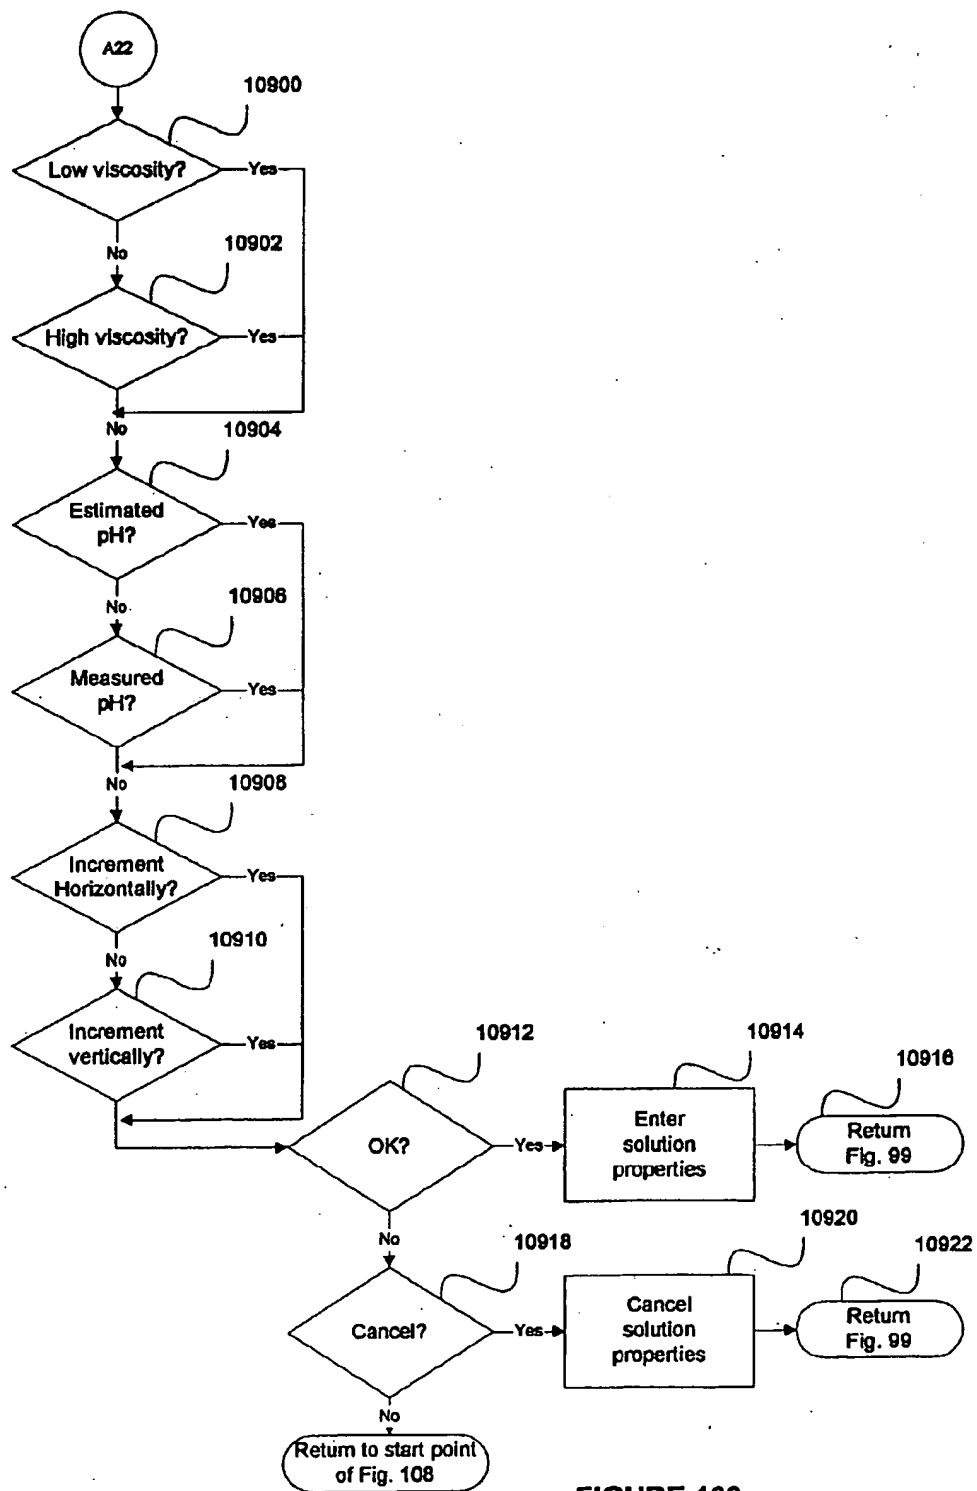 A22
10900
Low viscosity?
Yes
No
10902
High viscosity?
Yes
No
10904
Estimated
pH?
Yes
No
10906
Measured
pH?
Yes
No
10908
Increment
Horizontally?
Yes
No
10910
Increment
vertically?
Yes
10912
OK?
Yes
10914
Enter
solution
properties
10916
Return
Fig. 99
No
10918
Cancel?
Yes
10920
Cancel
solution
properties
10922
Return
Fig. 99
No
Return to start point
of Fig. 108